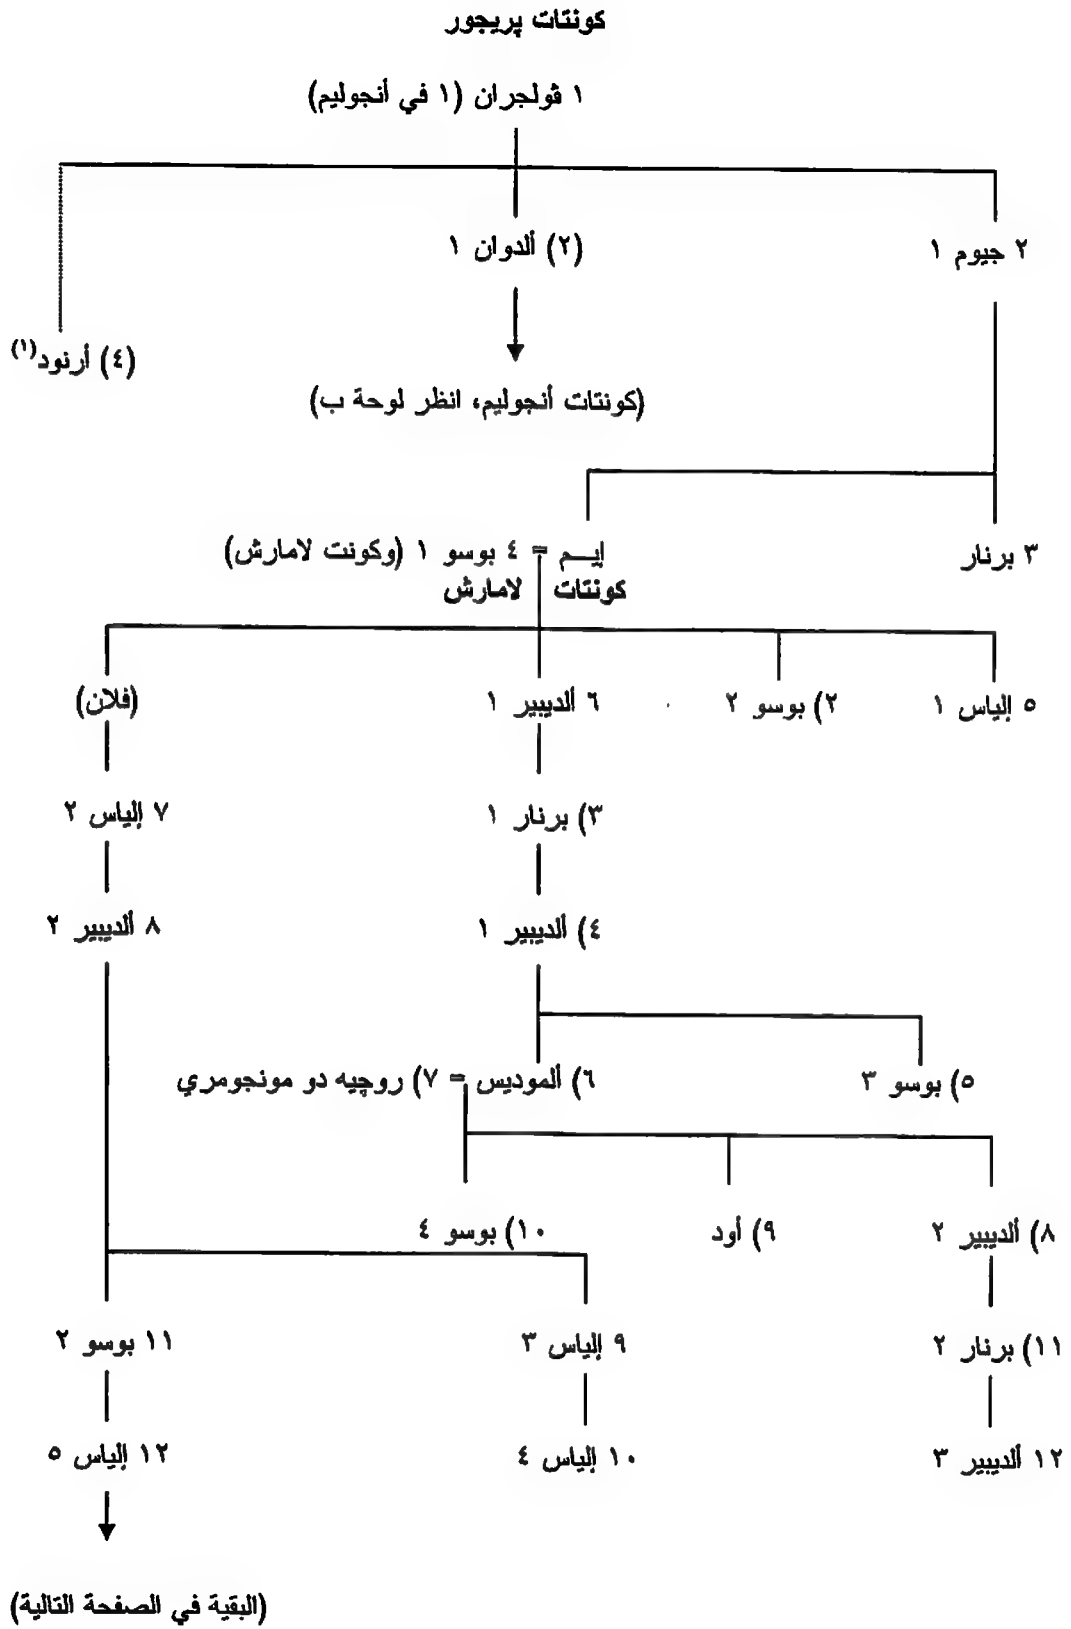 كونتات پريجور
١ ڤولجران (١ في أنجوليم)
٢ جيوم ١
(٢) ألدوان ١
(٤) أرنود(١)
(كونتات أنجوليم، انظر لوحة ب)
٣ برنار
إيـم = ٤ بوسو ١ (وكونت لامارش)
كونتات لامارش
٥ إلياس ١
٢) بوسو ٢
٦ ألديبير ١
(فلان)
٣) برنار ١
٧ إلياس ٢
٤) ألديبير ١
٨ ألديبير ٢
٥) بوسو ٣
٦) ألموديس = ٧) روچيه دو مونجومري
٨) ألديبير ٢
٩) أود
١٠) بوسو ٤
١١) برنار ٢
٩ إلياس ٣
١١ بوسو ٢
١٢ ألديبير ٣
١٠ إلياس ٤
١٢ إلياس ٥
(البقية في الصفحة التالية)